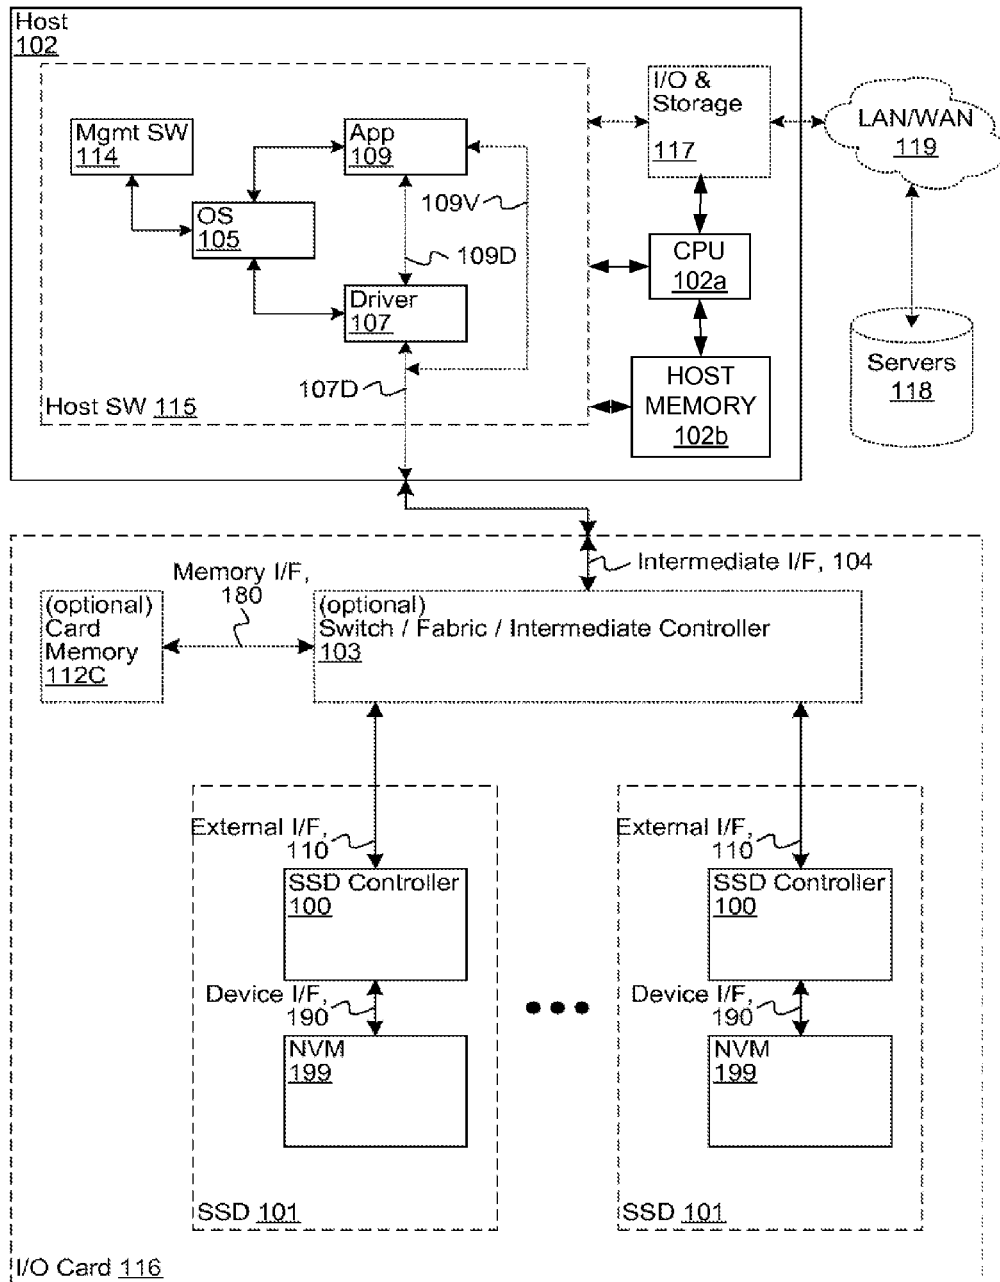 Host
102
Mgmt SW
114
App
109
OS
105
109V
109D
Driver
107
107D
Host SW 115
I/O &
Storage
117
CPU
102a
HOST
MEMORY
102b
LAN/WAN
119
Servers
118
Intermediate I/F, 104
Memory I/F,
180
(optional)
Card
Memory
112C
(optional)
Switch / Fabric / Intermediate Controller
103
External I/F,
110
SSD Controller
100
Device I/F,
190
NVM
199
SSD 101
External I/F,
110
SSD Controller
100
Device I/F,
190
NVM
199
SSD 101
I/O Card 116